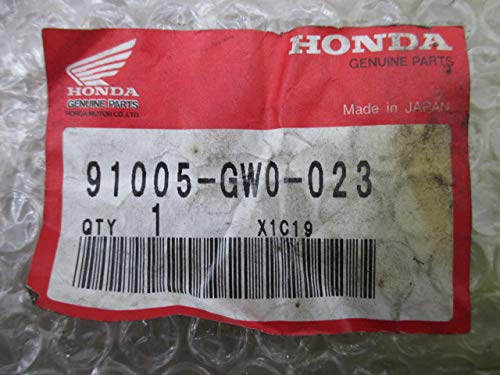 HONDA
GENUINE PARTS
HONDA MOTOR CO.,LTD.
HONDA
GENUINE PARTS
Made in JAPAN
91005-GW0-023
QTY 1 X1C19